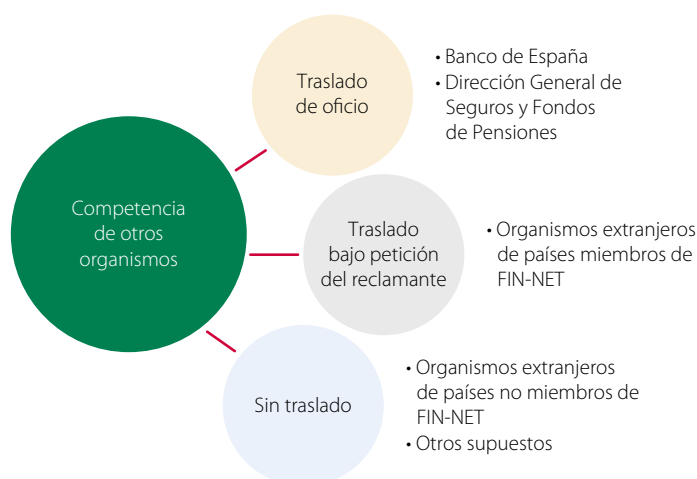 Competencia
de otros
organismos
Traslado
de oficio
• Banco de España
• Dirección General de
Seguros y Fondos
de Pensiones
Traslado
bajo petición
del reclamante
• Organismos extranjeros
de países miembros de
FIN-NET
Sin traslado
• Organismos extranjeros
de países no miembros de
FIN-NET
• Otros supuestos